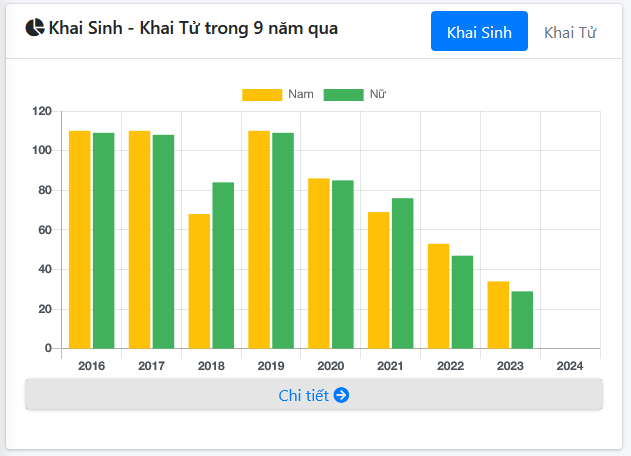 Khai Sinh - Khai Tử trong 9 năm qua
Khai Sinh
Khai Tử
Nam
Nữ
120
100
80
60
40
20
0
2016 2017 2018 2019 2020 2021 2022 2023 2024
Chi tiết